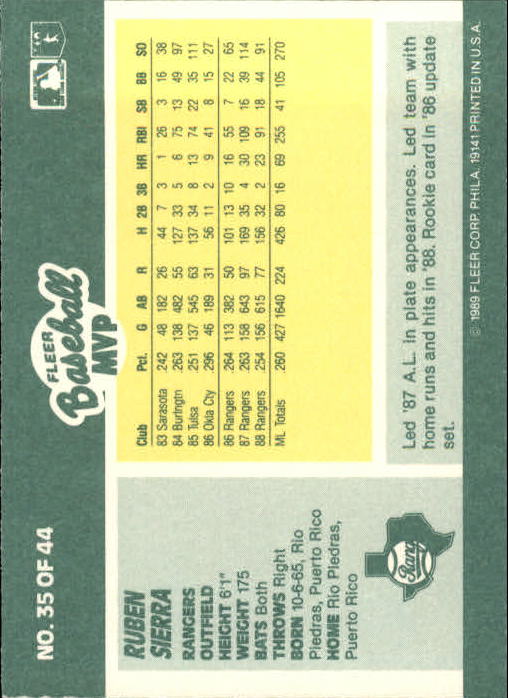 NO. 35 OF 44
FLEER
Baseball
MVP
RUBEN
SIERRA
RANGERS
OUTFIELD
HEIGHT 6'1"
WEIGHT 175
BATS Both
THROWS Right
BORN 10-6-65, Rio
Piedras, Puerto Rico
HOME Rio Piedras,
Puerto Rico
Club Pct. G AB R H 2B 3B HR RBI SB BB SO
83 Sarasota 242 48 182 26 44 7 3 1 26 3 16 38
84 Burlngtn 263 138 482 55 127 33 5 6 75 13 49 97
85 Tulsa 251 137 545 63 137 34 8 13 74 22 35 111
86 Okla Cty 296 46 189 31 56 11 2 9 41 8 15 27
86 Rangers 264 113 382 50 101 13 10 16 55 7 22 65
87 Rangers 263 158 643 97 169 35 4 30 109 16 39 114
88 Rangers 254 156 615 77 156 32 2 23 91 18 44 91
ML Totals 260 427 1640 224 426 80 16 69 255 41 105 270
Led '87 A.L. in plate appearances. Led team with
home runs and hits in '88. Rookie card in '86 update
set.
© 1989 FLEER CORP. PHILA. 19141 PRINTED IN U.S.A.